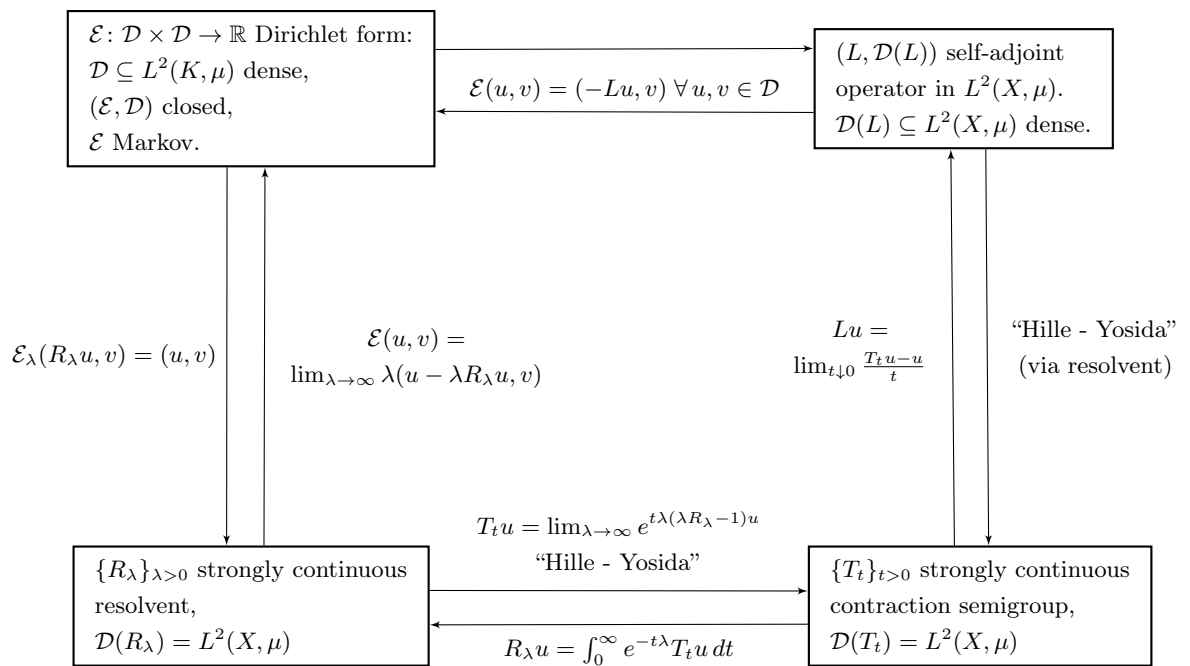 ℰ: 𝒟 × 𝒟 → ℝ Dirichlet form:
𝒟 ⊆ L²(K, μ) dense,
(ℰ, 𝒟) closed,
ℰ Markov.
ℰ(u, v) = (−Lu, v) ∀ u, v ∈ 𝒟
(L, 𝒟(L)) self-adjoint
operator in L²(X, μ).
𝒟(L) ⊆ L²(X, μ) dense.
ℰ_λ(R_λu, v) = (u, v)
ℰ(u, v) =
lim_{λ→∞} λ(u − λR_λu, v)
Lu =
lim_{t↓0} \frac{T_tu−u}{t}
“Hille - Yosida”
(via resolvent)
T_tu = lim_{λ→∞} e^{tλ(λR_λ−1)u}
“Hille - Yosida”
{R_λ}_{λ>0} strongly continuous
resolvent,
𝒟(R_λ) = L²(X, μ)
R_λu = ∫_0^∞ e^{−tλ}T_tu dt
{T_t}_{t>0} strongly continuous
contraction semigroup,
𝒟(T_t) = L²(X, μ)